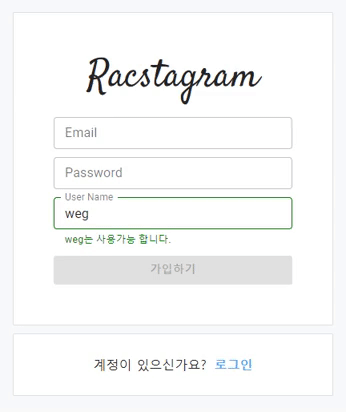 Racstagram
Email
Password
User Name
weg
weg는 사용가능 합니다.
가입하기
계정이 있으신가요? 로그인